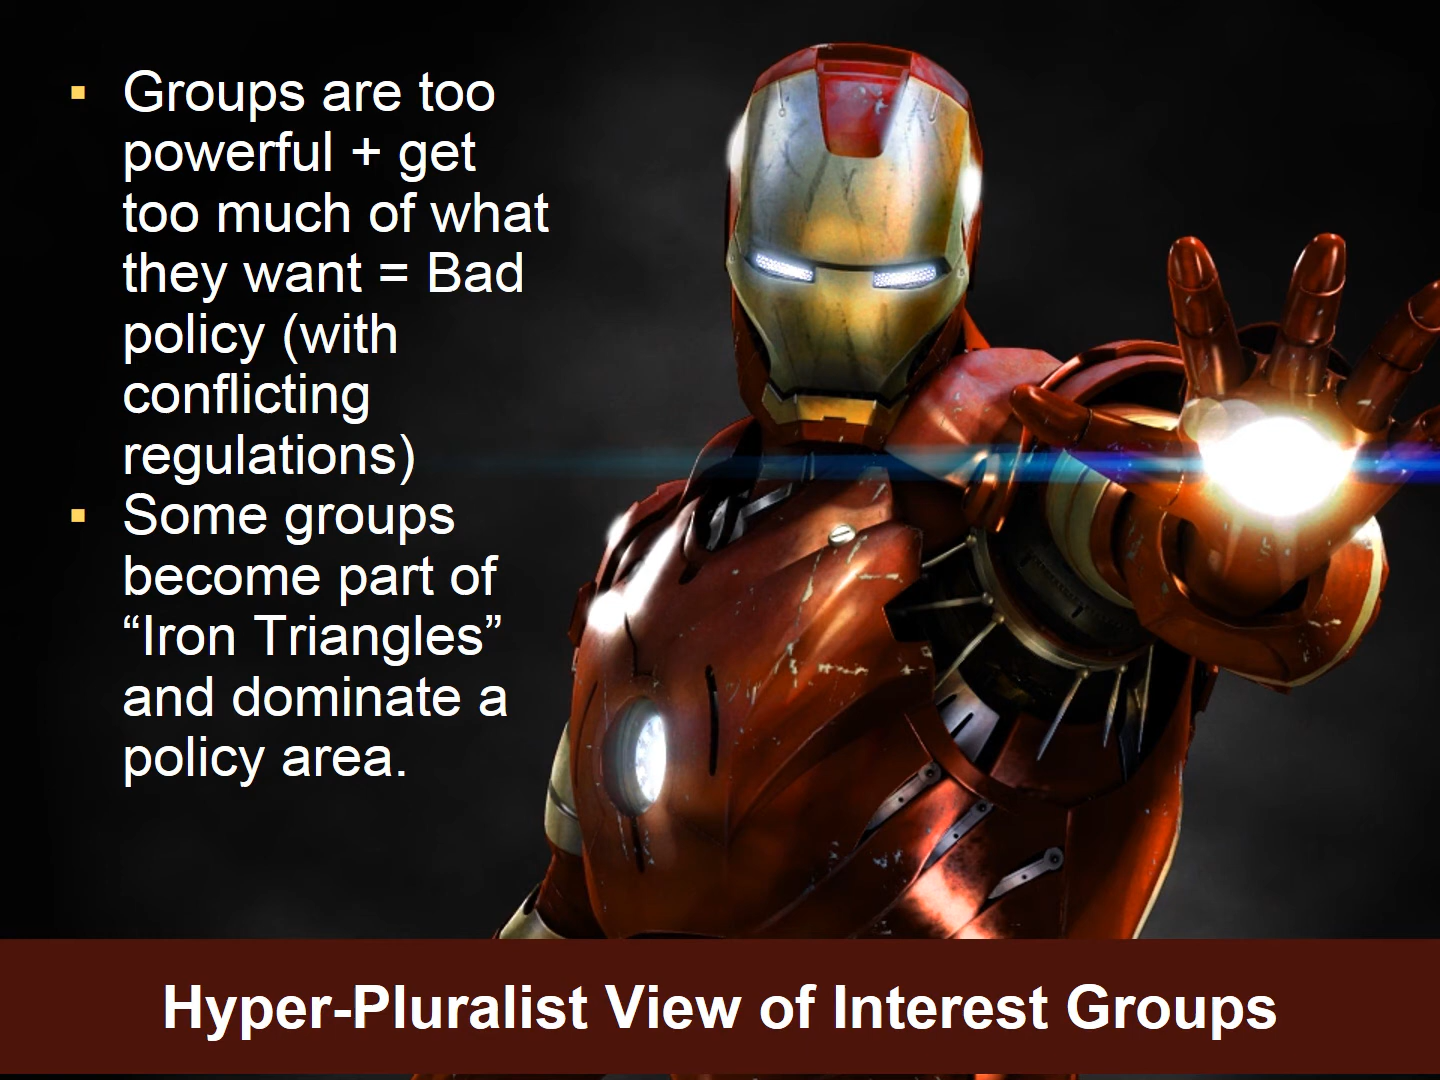 ▪ Groups are too
powerful + get
too much of what
they want = Bad
policy (with
conflicting
regulations)
▪ Some groups
become part of
“Iron Triangles”
and dominate a
policy area.
Hyper-Pluralist View of Interest Groups